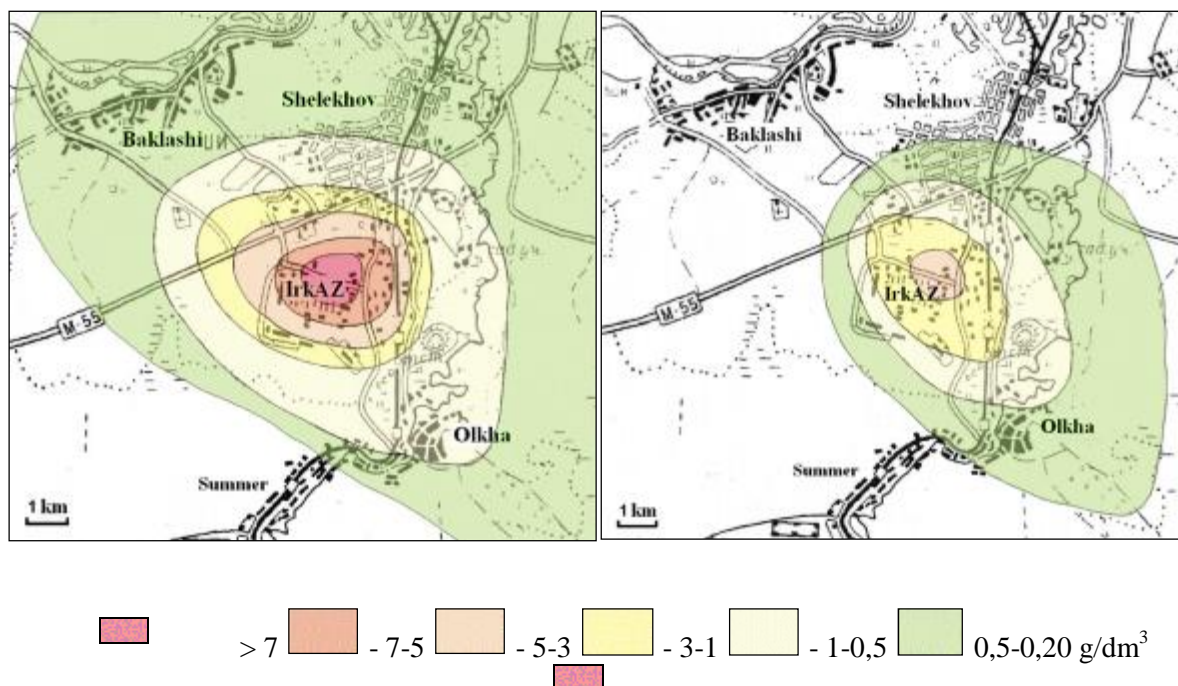 Shelekhov
Baklashi
IrkAZ
M-55
Olkha
Summer
1 km
Shelekhov
Baklashi
IrkAZ
M-55
Olkha
Summer
1 km
> 7 - 7-5 - 5-3 - 3-1 - 1-0,5 0,5-0,20 g/dm³